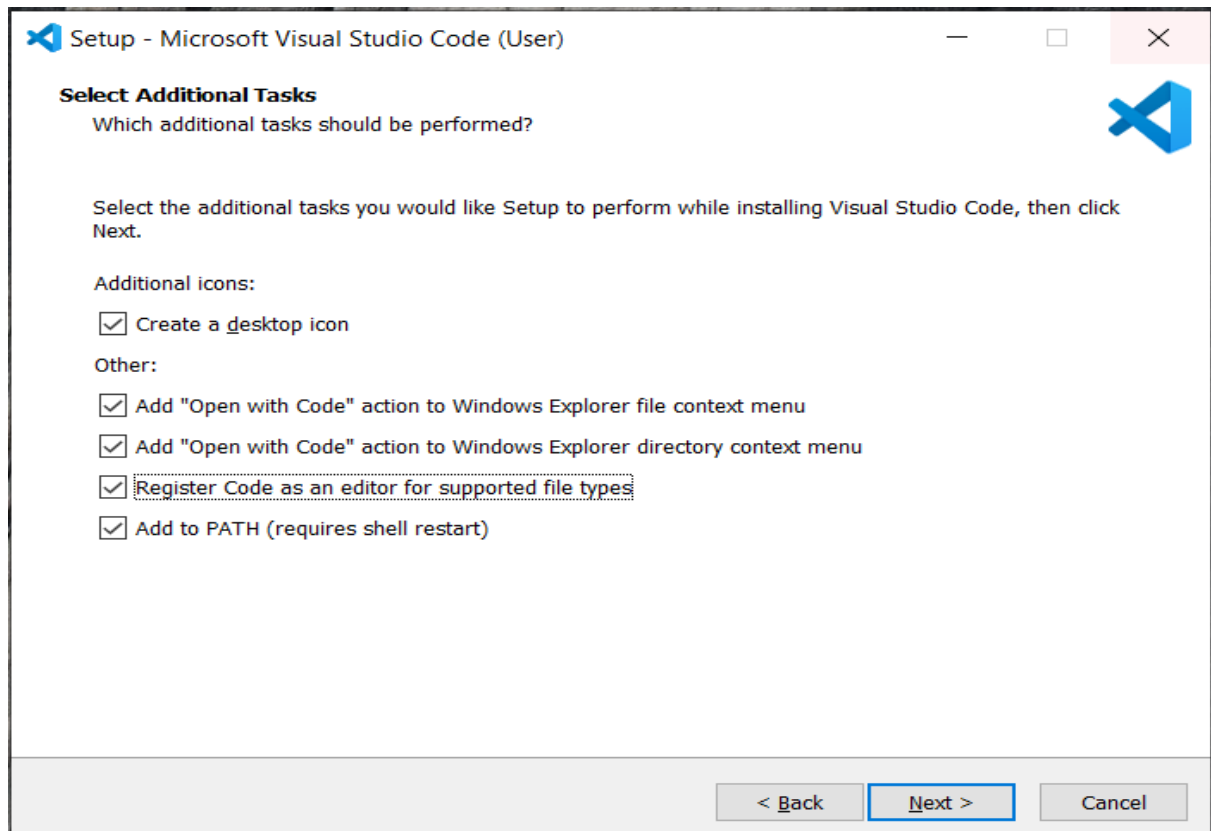 Setup - Microsoft Visual Studio Code (User)
Select Additional Tasks
Which additional tasks should be performed?
Select the additional tasks you would like Setup to perform while installing Visual Studio Code, then click
Next.
Additional icons:
Create a desktop icon
Other:
Add "Open with Code" action to Windows Explorer file context menu
Add "Open with Code" action to Windows Explorer directory context menu
Register Code as an editor for supported file types
Add to PATH (requires shell restart)
< Back Next > Cancel